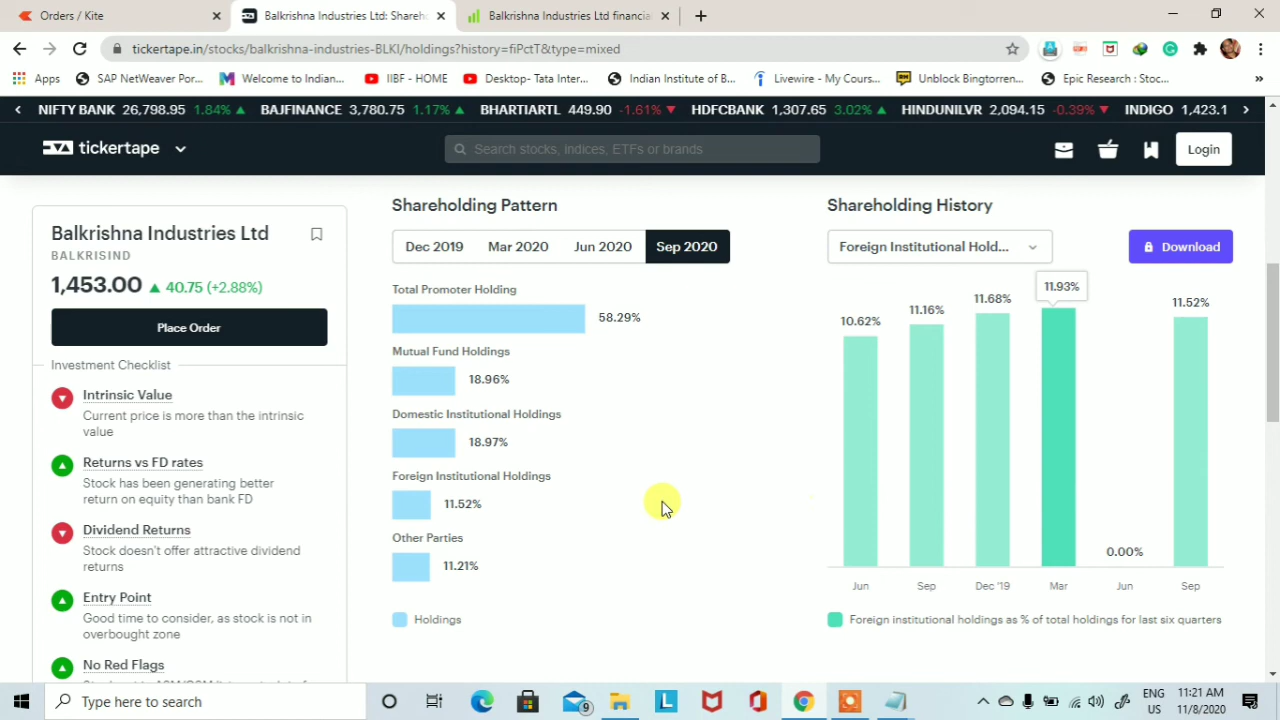 Orders / Kite
Balkrishna Industries Ltd: Shareho
Balkrishna Industries Ltd financia
tickertape.in/stocks/balkrishna-industries-BLKI/holdings?history=fiPctT&type=mixed
Apps SAP NetWeaver Por... Welcome to Indian... IIBF - HOME Desktop- Tata Inter... Indian Institute of B... Livewire - My Cours... Unblock Bingtorren... Epic Research : Stoc... »
NIFTY BANK 26,798.95 1.84% BAJFINANCE 3,780.75 1.17% BHARTIARTL 449.90 -1.61% HDFCBANK 1,307.65 3.02% HINDUNILVR 2,094.15 -0.39% INDIGO 1,423.1
tickertape
Search stocks, indices, ETFs or brands
Login
Balkrishna Industries Ltd
BALKRISIND
1,453.00 40.75 (+2.88%)
Place Order
Investment Checklist
Intrinsic Value
Current price is more than the intrinsic
value
Returns vs FD rates
Stock has been generating better
return on equity than bank FD
Dividend Returns
Stock doesn't offer attractive dividend
returns
Entry Point
Good time to consider, as stock is not in
overbought zone
No Red Flags
Shareholding Pattern
Dec 2019 Mar 2020 Jun 2020 Sep 2020
Total Promoter Holding
58.29%
Mutual Fund Holdings
18.96%
Domestic Institutional Holdings
18.97%
Foreign Institutional Holdings
11.52%
Other Parties
11.21%
Holdings
Shareholding History
Foreign Institutional Hold...
Download
10.62% 11.16% 11.68% 11.93% 0.00% 11.52%
Jun Sep Dec '19 Mar Jun Sep
Foreign institutional holdings as % of total holdings for last six quarters
Type here to search
9
ENG
US
11:21 AM
11/8/2020